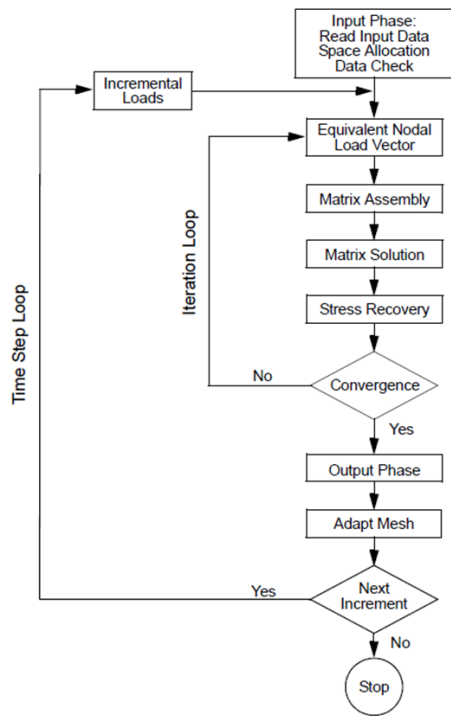 Input Phase:
Read Input Data
Space Allocation
Data Check
Incremental
Loads
Equivalent Nodal
Load Vector
Matrix Assembly
Matrix Solution
Stress Recovery
Iteration Loop
Time Step Loop
No
Convergence
Yes
Output Phase
Adapt Mesh
Yes
Next
Increment
No
Stop